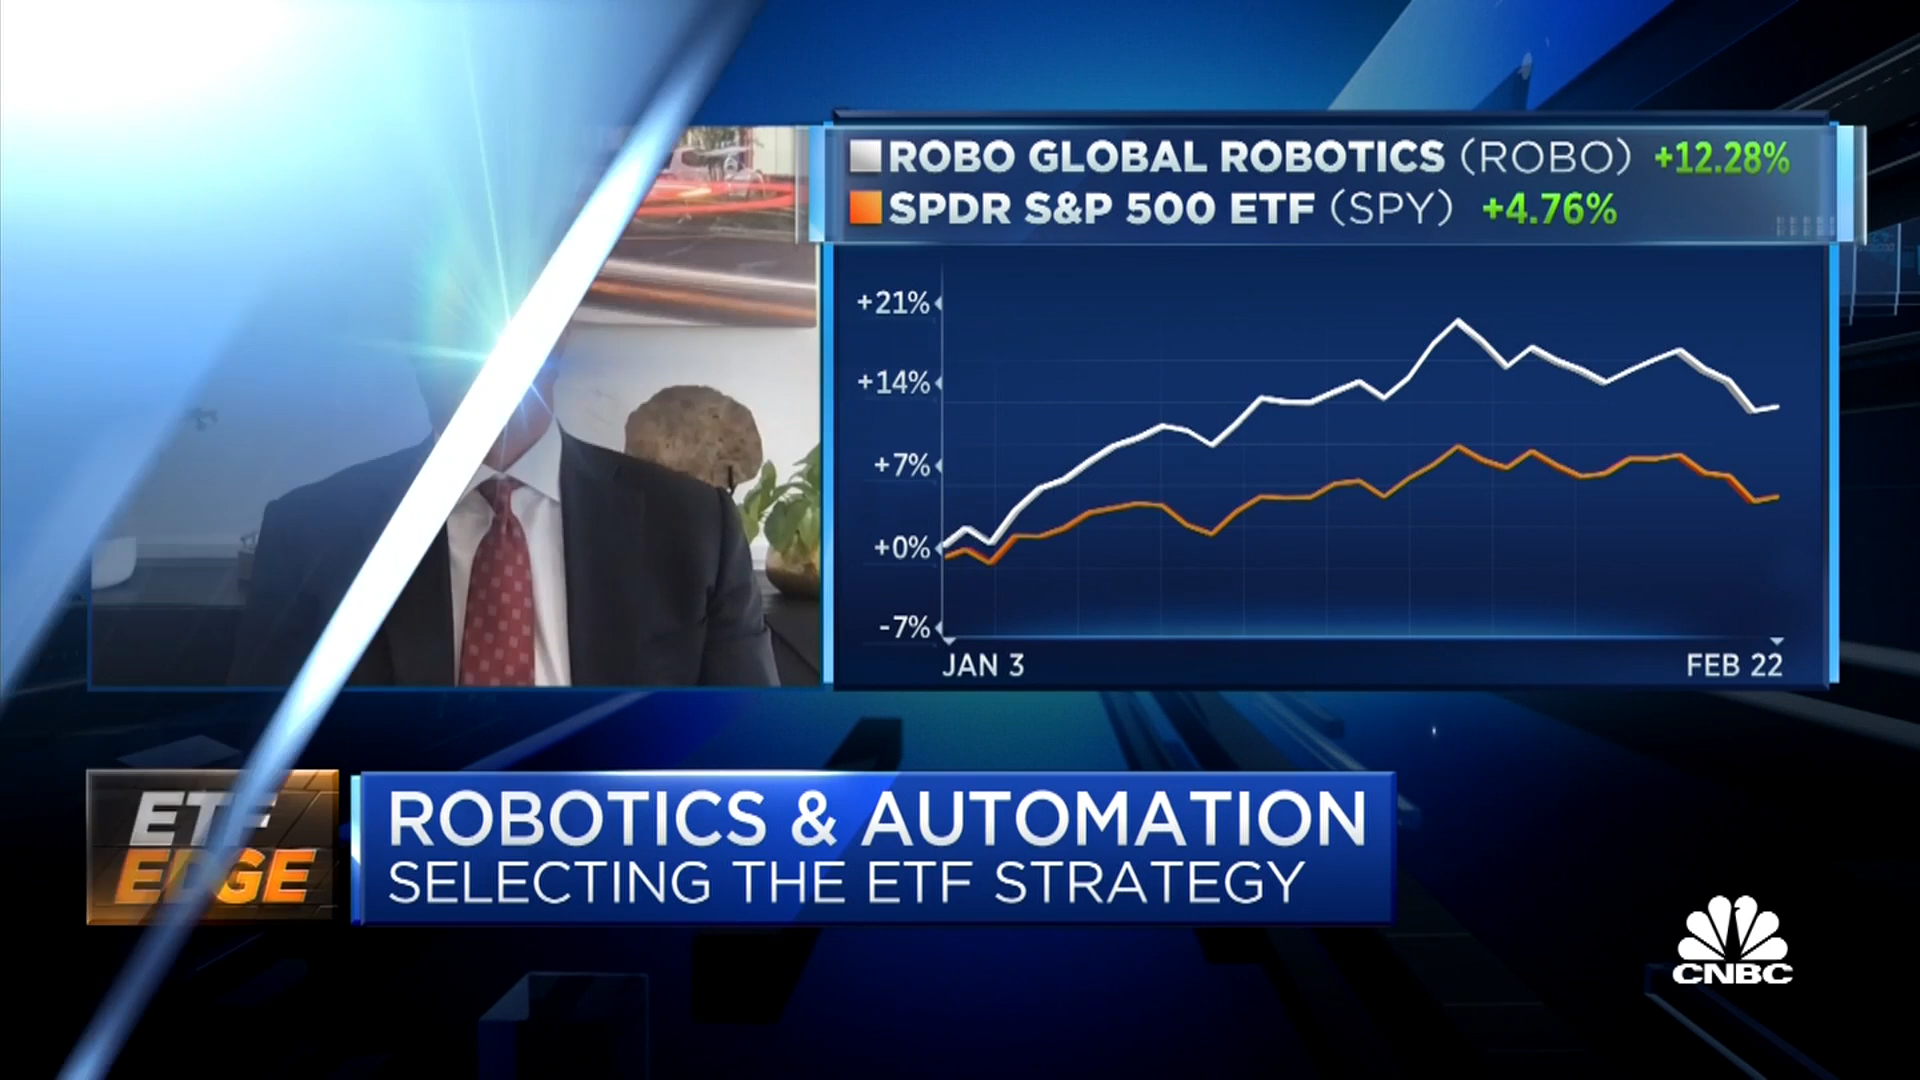 ROBO GLOBAL ROBOTICS (ROBO) +12.28%
SPDR S&P 500 ETF (SPY) +4.76%
+21%
+14%
+7%
+0%
-7%
JAN 3
FEB 22
ETF
EDGE
ROBOTICS & AUTOMATION
SELECTING THE ETF STRATEGY
CNBC